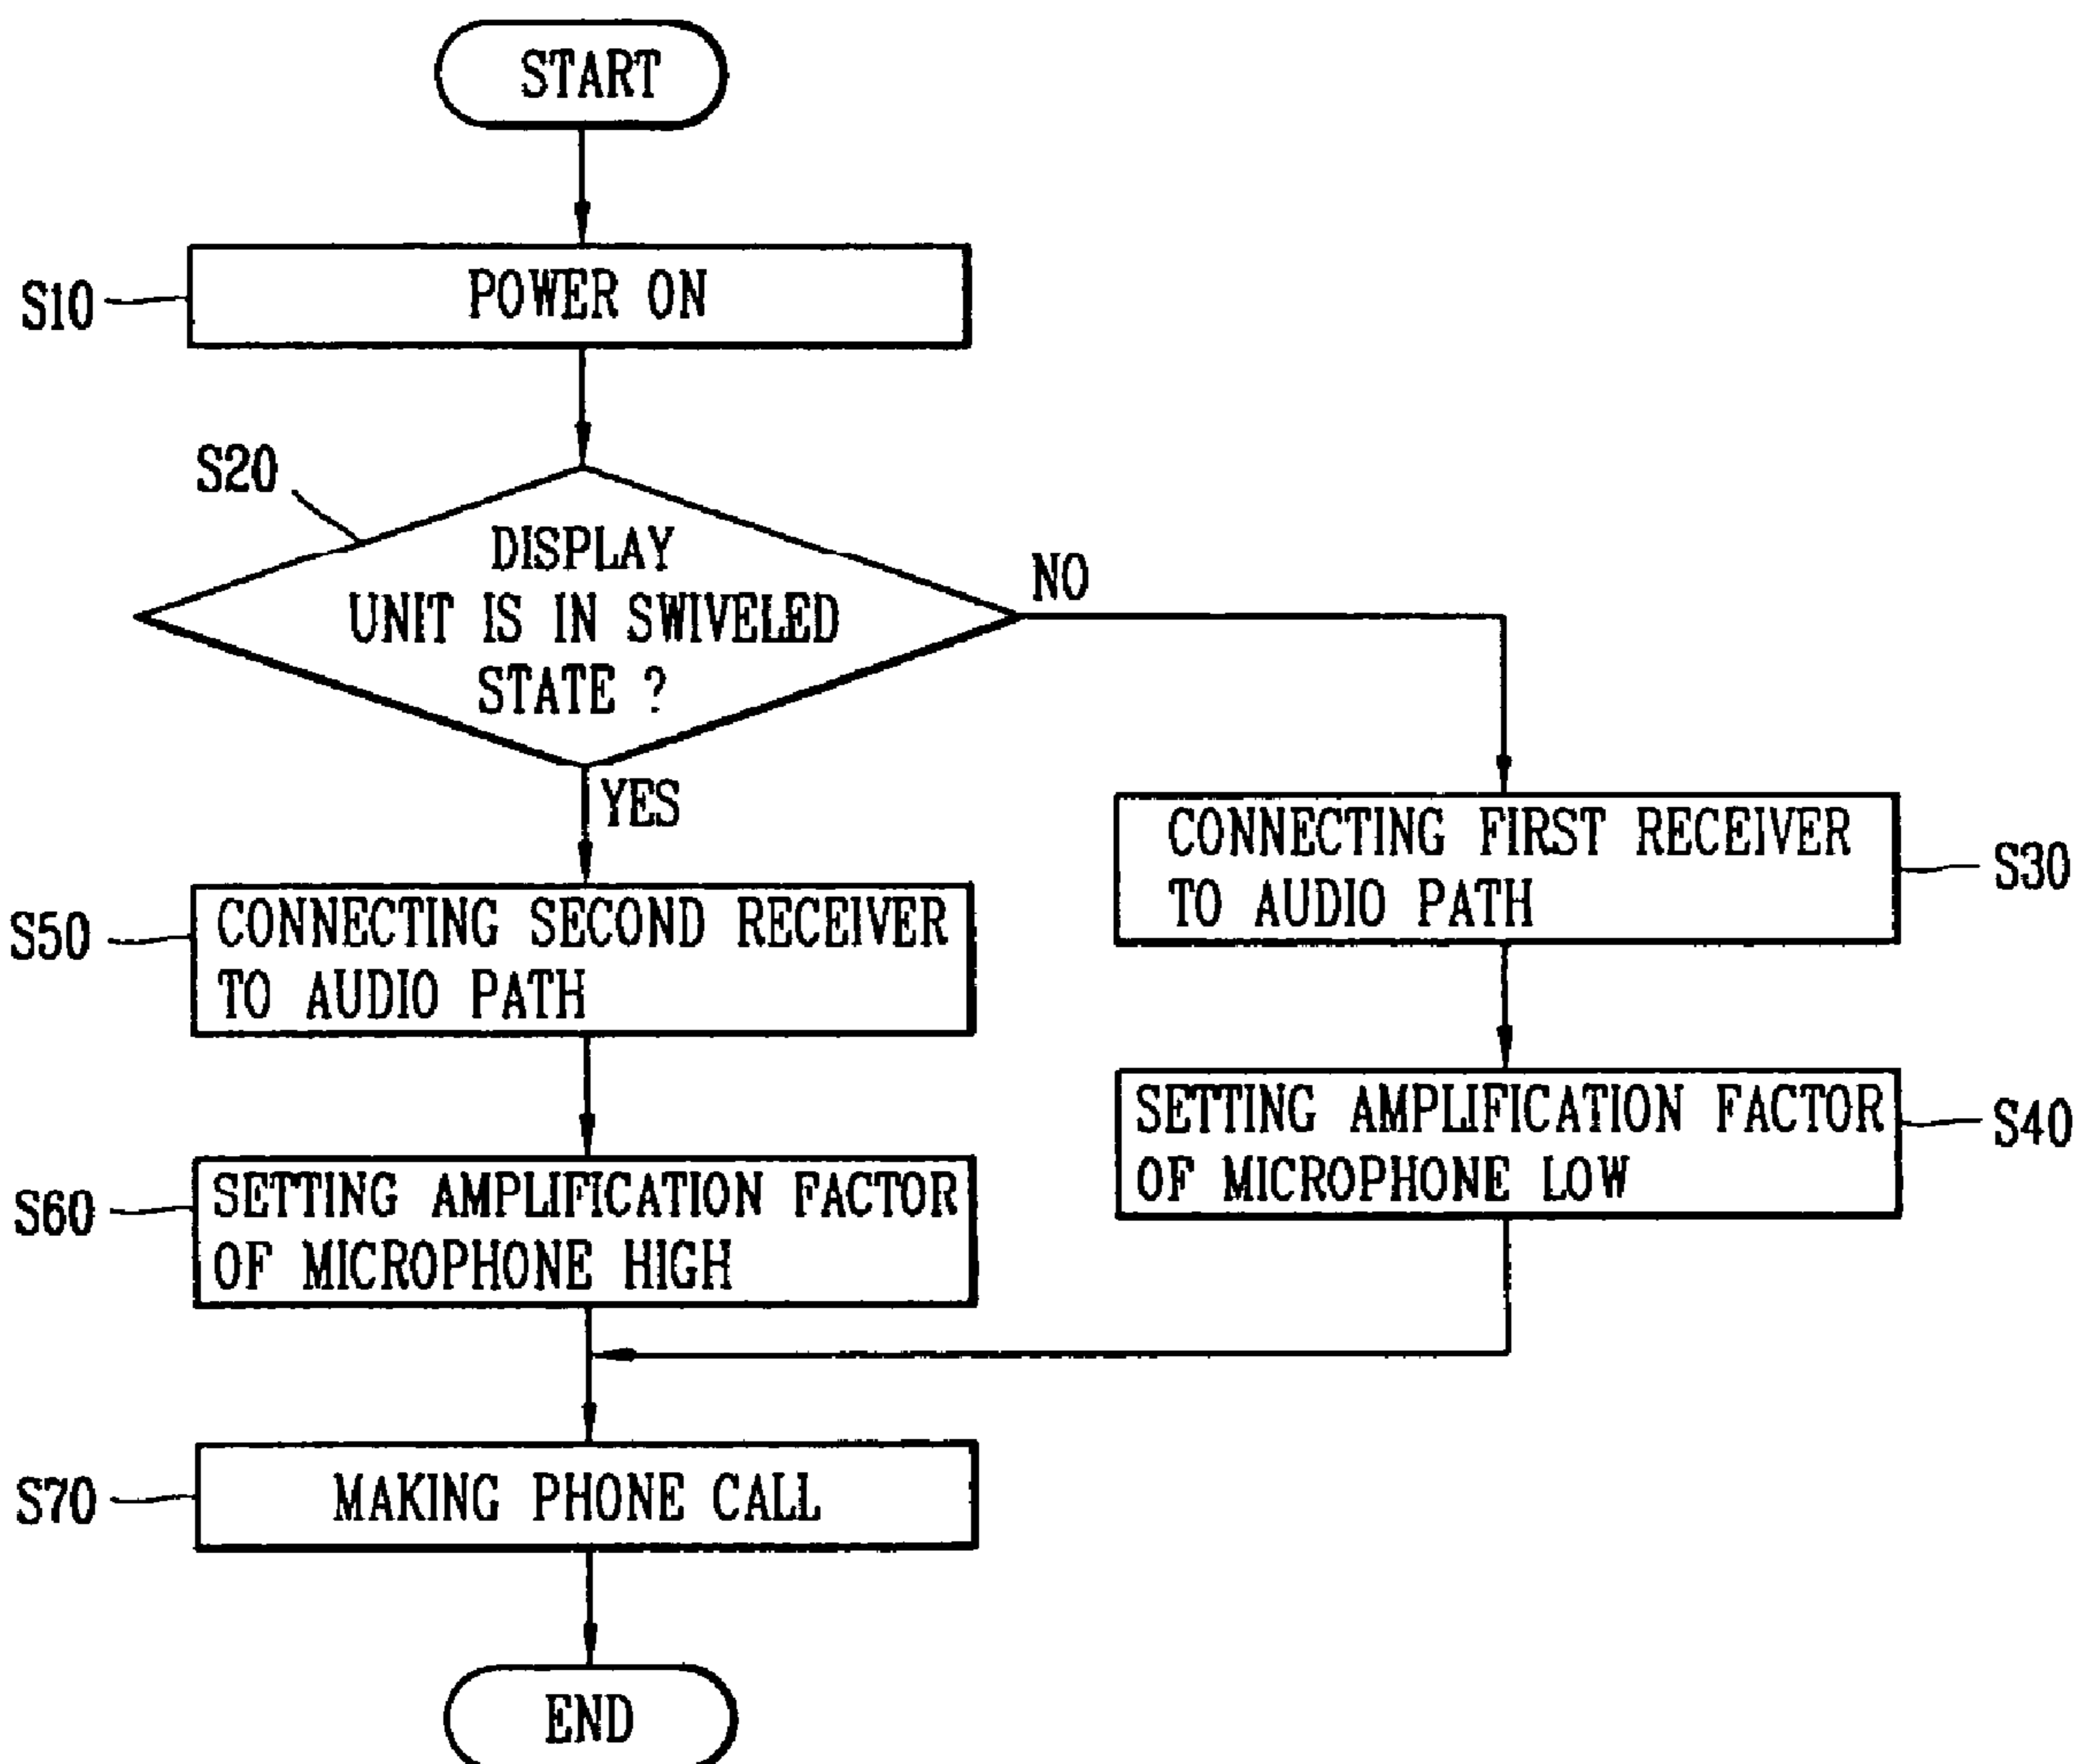 START
S10
POWER ON
S20
DISPLAY
UNIT IS IN SWIVELED
STATE ?
NO
YES
CONNECTING FIRST RECEIVER
TO AUDIO PATH
S30
S50
CONNECTING SECOND RECEIVER
TO AUDIO PATH
SETTING AMPLIFICATION FACTOR
OF MICROPHONE LOW
S40
S60
SETTING AMPLIFICATION FACTOR
OF MICROPHONE HIGH
S70
MAKING PHONE CALL
END